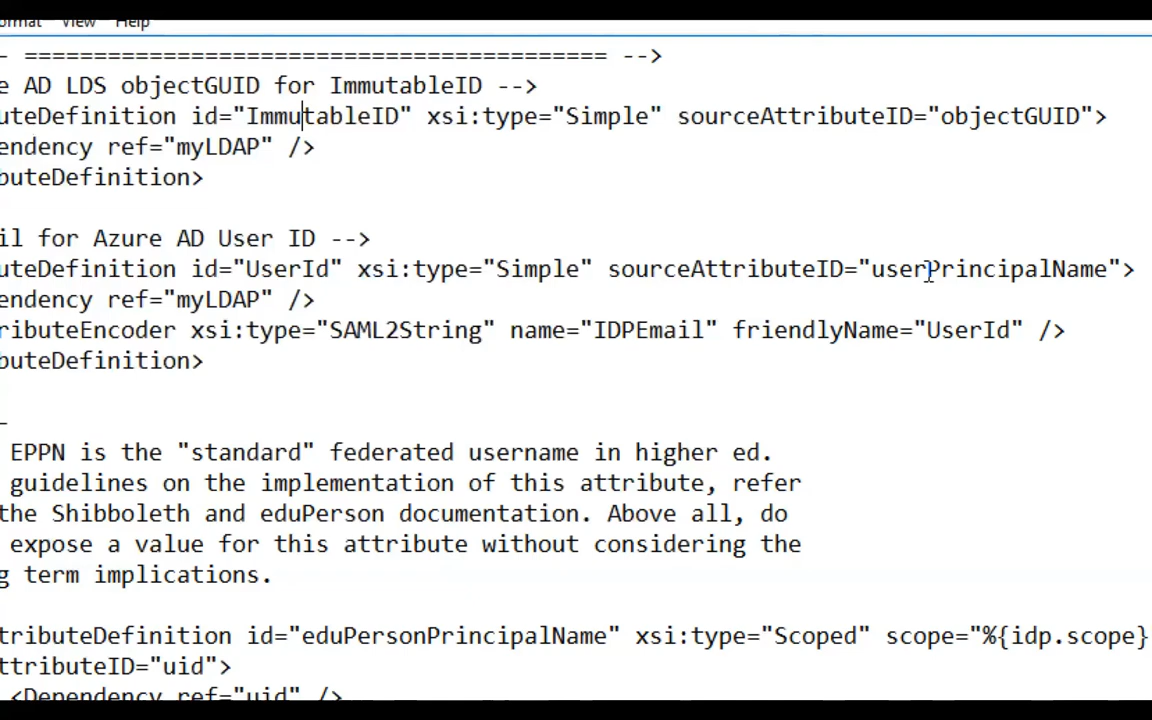 ormat View Help
- ========================================== -->
e AD LDS objectGUID for ImmutableID -->
uteDefinition id="ImmutableID" xsi:type="Simple" sourceAttributeID="objectGUID">
endency ref="myLDAP" />
buteDefinition>
il for Azure AD User ID -->
uteDefinition id="UserId" xsi:type="Simple" sourceAttributeID="userPrincipalName">
endency ref="myLDAP" />
ributeEncoder xsi:type="SAML2String" name="IDPEmail" friendlyName="UserId" />
buteDefinition>
-
EPPN is the "standard" federated username in higher ed.
guidelines on the implementation of this attribute, refer
the Shibboleth and eduPerson documentation. Above all, do
expose a value for this attribute without considering the
g term implications.
tributeDefinition id="eduPersonPrincipalName" xsi:type="Scoped" scope="%{idp.scope}
ttributeID="uid">
<Dependency ref="uid" />